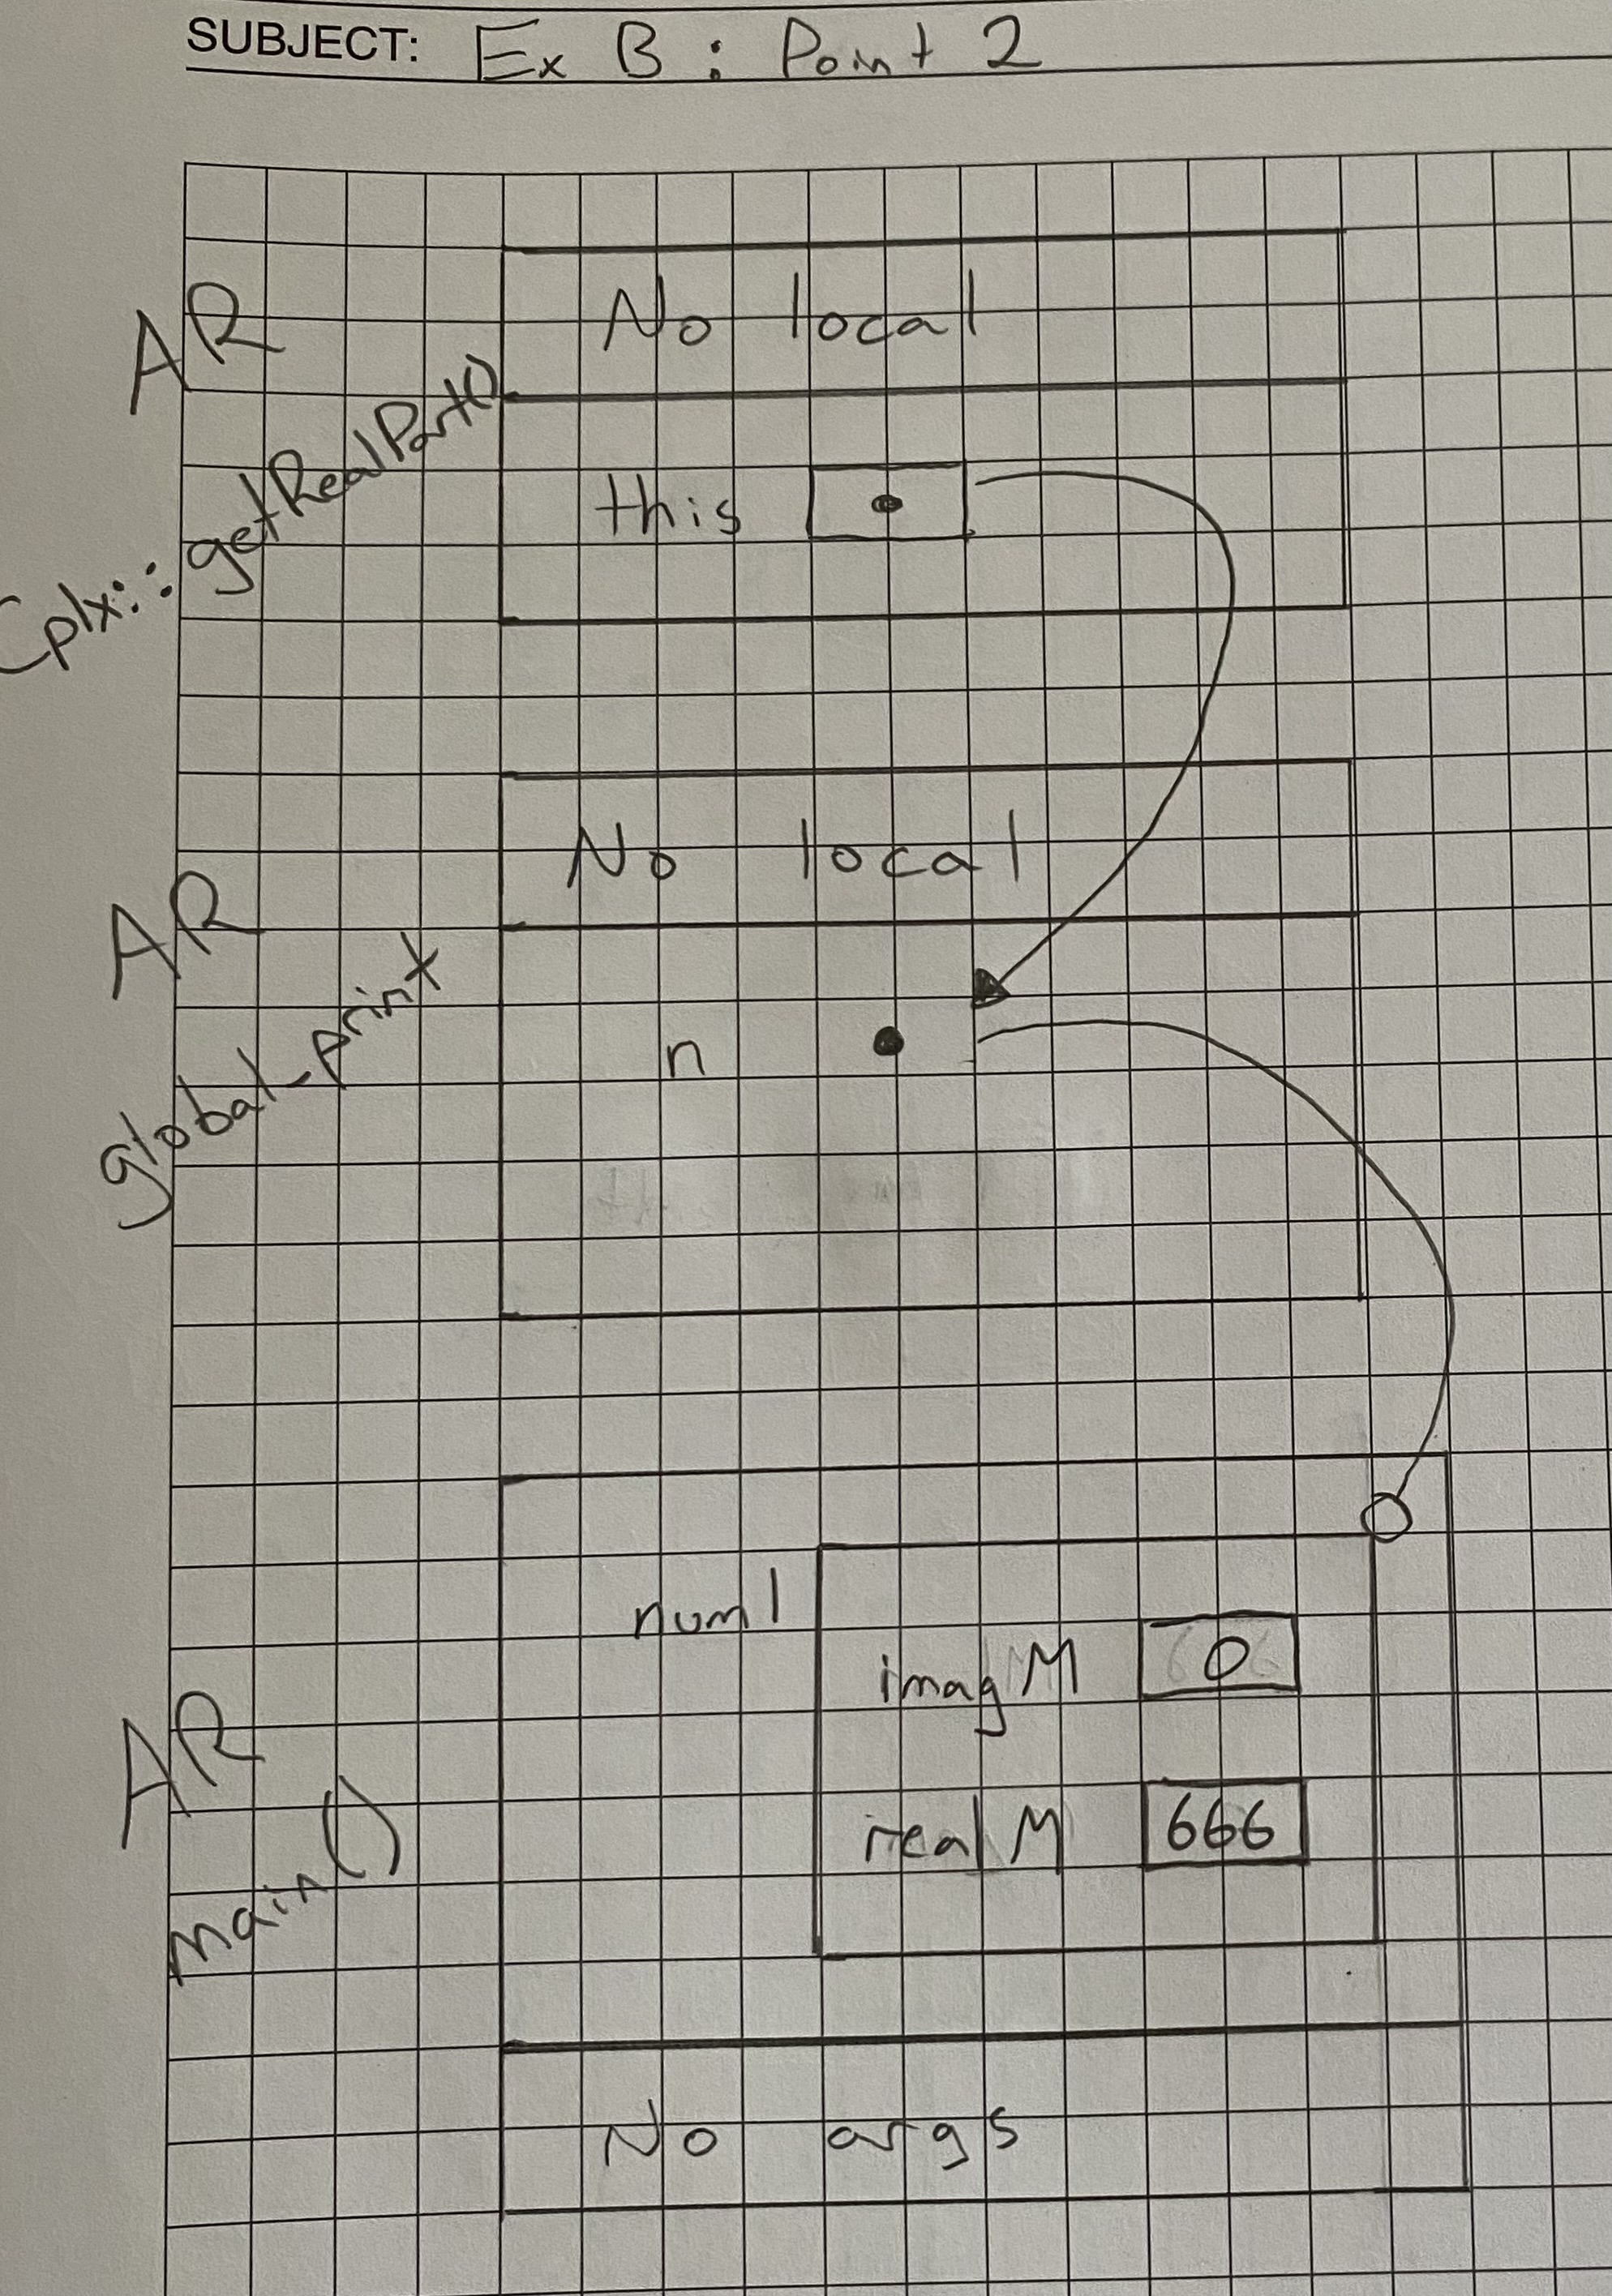 SUBJECT: Ex B : Point 2
AR
No local
Cplx::getRealPart()
this
AR
No local
global_print
n
num1
imagM 0
AR
realM 666
main()
No args